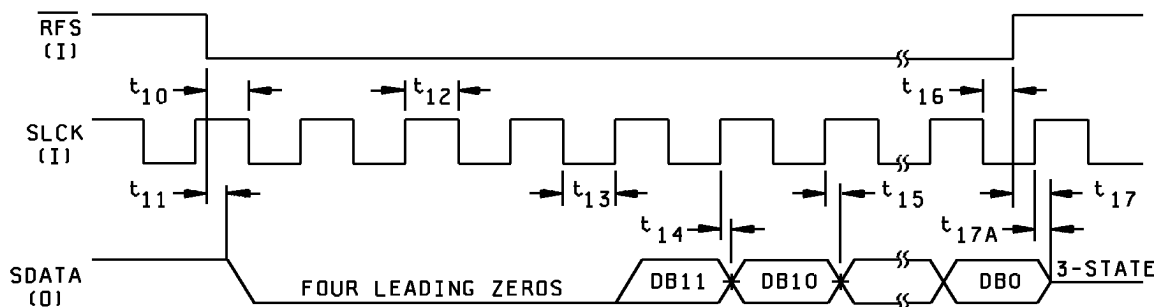 RFS
(I)
t10
t12
t16
SLCK
(I)
t11
t13
t15
t17
t14
t17A
SDATA
(O)
FOUR LEADING ZEROS
DB11
DB10
DB0
3-STATE